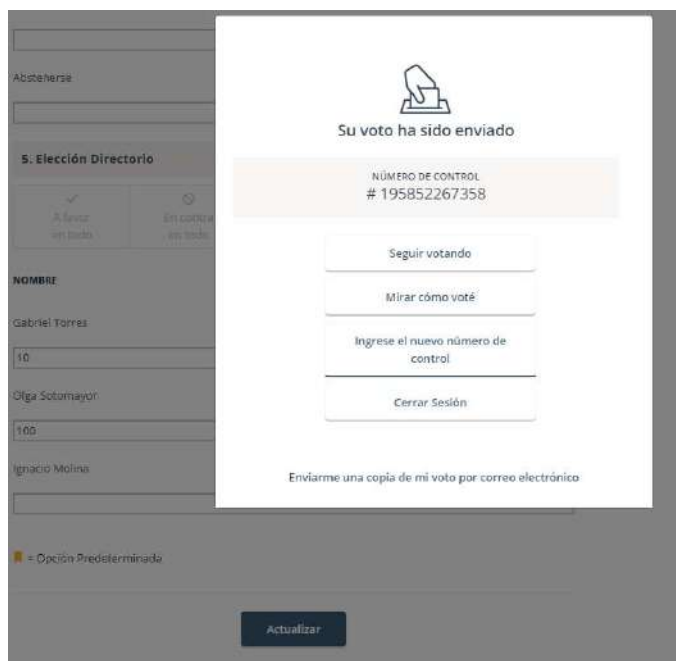 Abstenerse
5. Elección Directorio
A favor
en todo
En contra
en todo
NOMBRE
Gabriel Torres
10
Olga Sotomayor
100
Ignacio Molina
= Opción Predeterminada
Actualizar
Su voto ha sido enviado
NÚMERO DE CONTROL
# 195852267358
Seguir votando
Mirar cómo voté
Ingrese el nuevo número de
control
Cerrar Sesión
Enviarme una copia de mi voto por correo electrónico